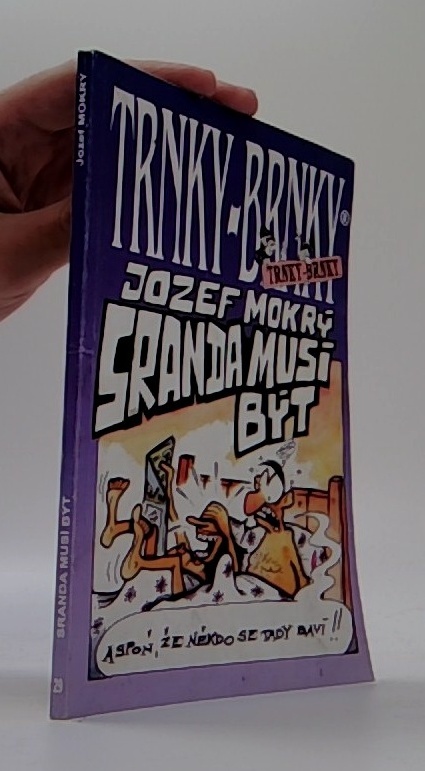 Jozef MOKRÝ
SRANDA MUSÍ BÝT
TRNKY-BRNKY®
TRNKY-BRNKY
JOZEF MOKRÝ
SRANDA MUSÍ
BÝT
ASPOŇ, ŽE NĚKDO SE TADY BAVÍ!!